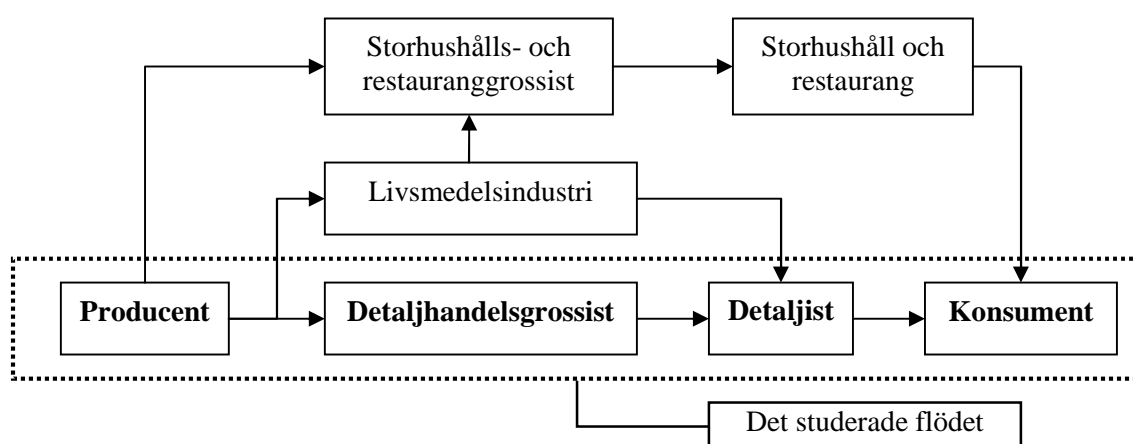 Storhushålls- och
restauranggrossist
Storhushåll och
restaurang
Livsmedelsindustri
Producent
Detaljhandelsgrossist
Detaljist
Konsument
Det studerade flödet